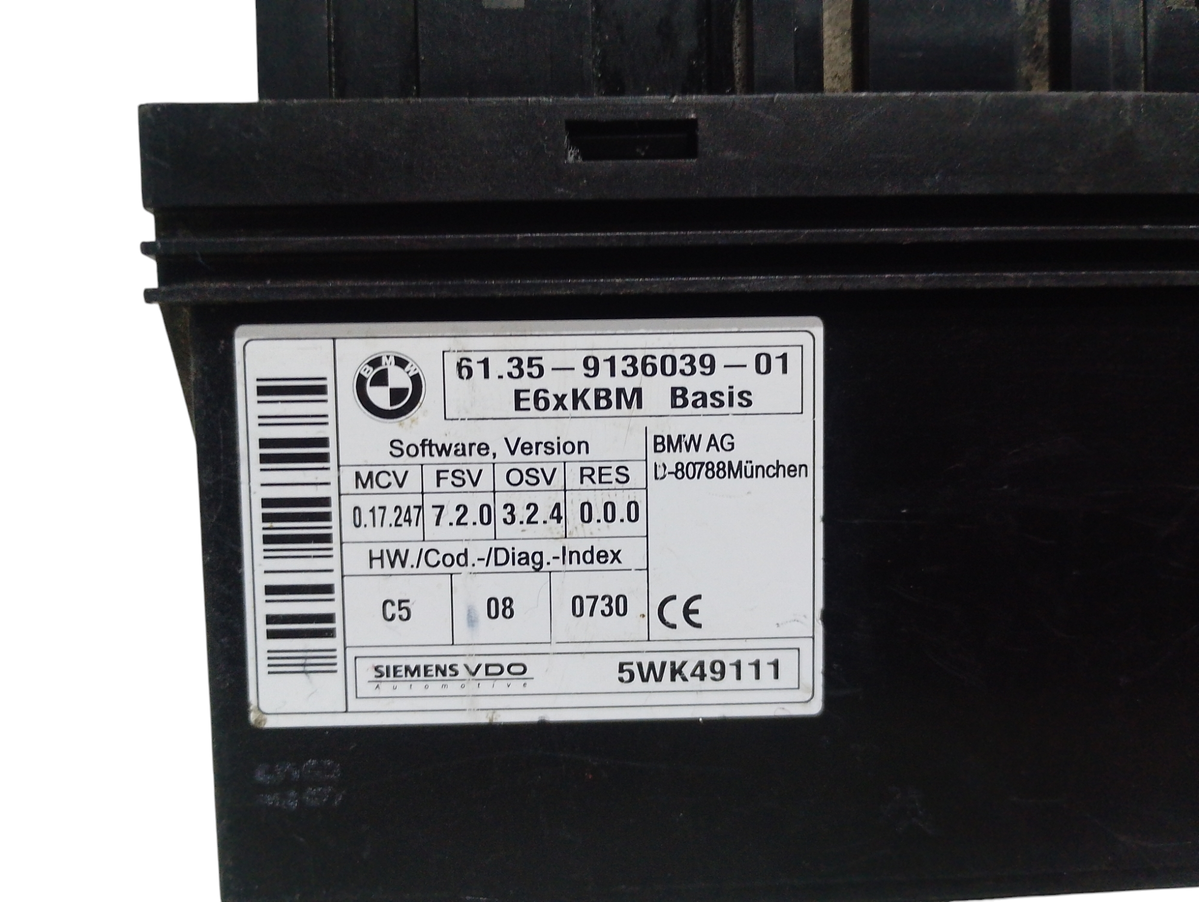 BMW
61.35-9136039-01
E6xKBM Basis
Software, Version
MCV FSV OSV RES
0.17.247 7.2.0 3.2.4 0.0.0
HW./Cod.-/Diag.-Index
C5 08 0730
BMW AG
D-80788München
CE
SIEMENS VDO
Automotive
5WK49111